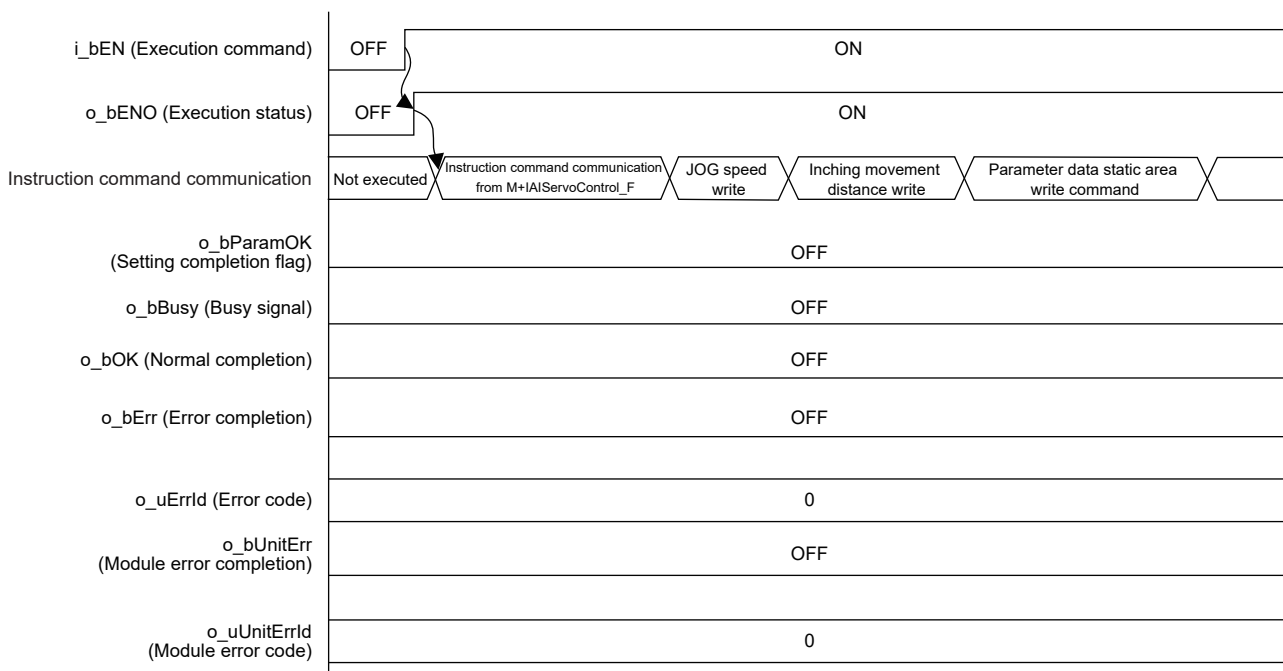 i_bEN (Execution command) OFF ON
o_bENO (Execution status) OFF ON
Instruction command communication Not executed
Instruction command communication
from M+IAIServoControl_F
JOG speed
write
Inching movement
distance write
Parameter data static area
write command
o_bParamOK
(Setting completion flag) OFF
o_bBusy (Busy signal) OFF
o_bOK (Normal completion) OFF
o_bErr (Error completion) OFF
o_uErrId (Error code) 0
o_bUnitErr
(Module error completion) OFF
o_uUnitErrId
(Module error code) 0